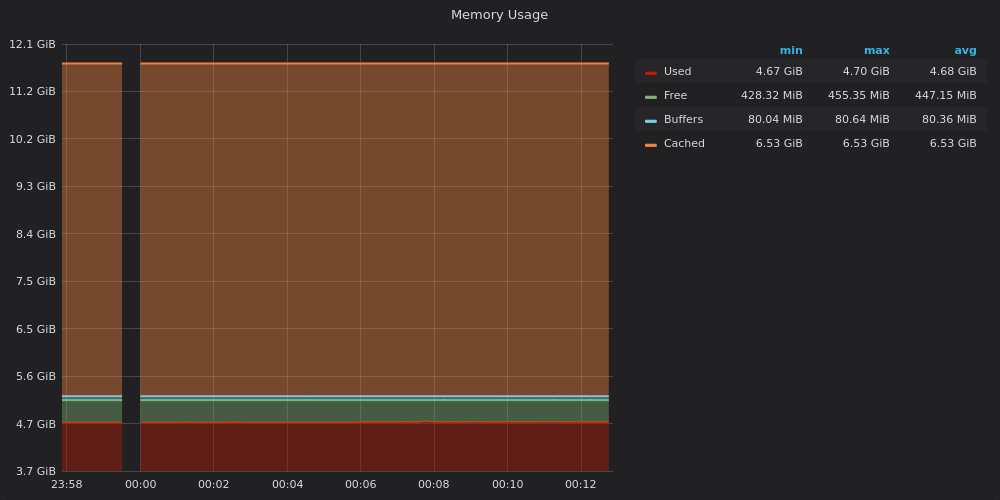 Memory Usage
12.1 GiB
11.2 GiB
10.2 GiB
9.3 GiB
8.4 GiB
7.5 GiB
6.5 GiB
5.6 GiB
4.7 GiB
3.7 GiB
23:58 00:00 00:02 00:04 00:06 00:08 00:10 00:12
min max avg
Used 4.67 GiB 4.70 GiB 4.68 GiB
Free 428.32 MiB 455.35 MiB 447.15 MiB
Buffers 80.04 MiB 80.64 MiB 80.36 MiB
Cached 6.53 GiB 6.53 GiB 6.53 GiB